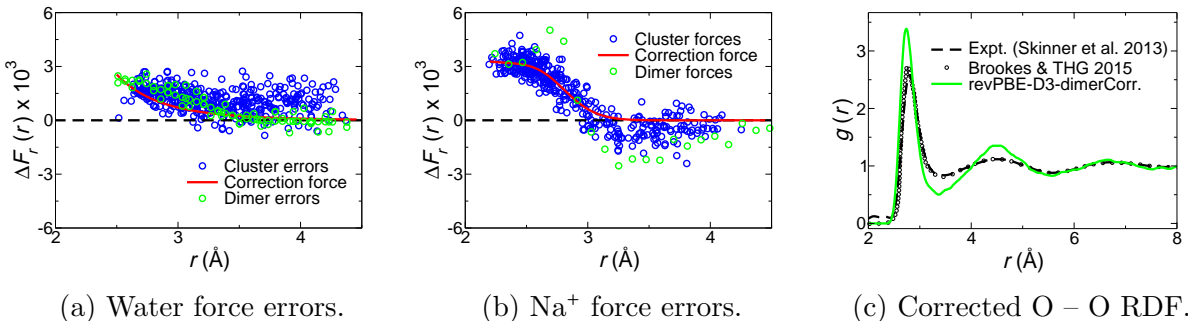 6
3
0
-3
-6
ΔF_r (r) x 10^3
2
3
4
r (Å)
Cluster errors
Correction force
Dimer errors
(a) Water force errors.
6
3
0
-3
-6
ΔF_r (r) x 10^3
2
3
4
r (Å)
Cluster forces
Correction force
Dimer forces
(b) Na^+ force errors.
3
2
1
0
g (r)
2
4
6
8
r (Å)
Expt. (Skinner et al. 2013)
Brookes & THG 2015
revPBE-D3-dimerCorr.
(c) Corrected O – O RDF.